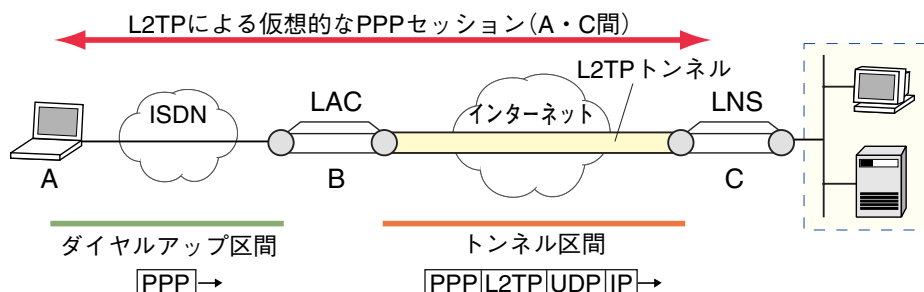 L2TPによる仮想的なPPPセッション(A・C間)
L2TPトンネル
ISDN
LAC
インターネット
LNS
A
B
C
ダイヤルアップ区間
トンネル区間
PPP→
PPP L2TP UDP IP→